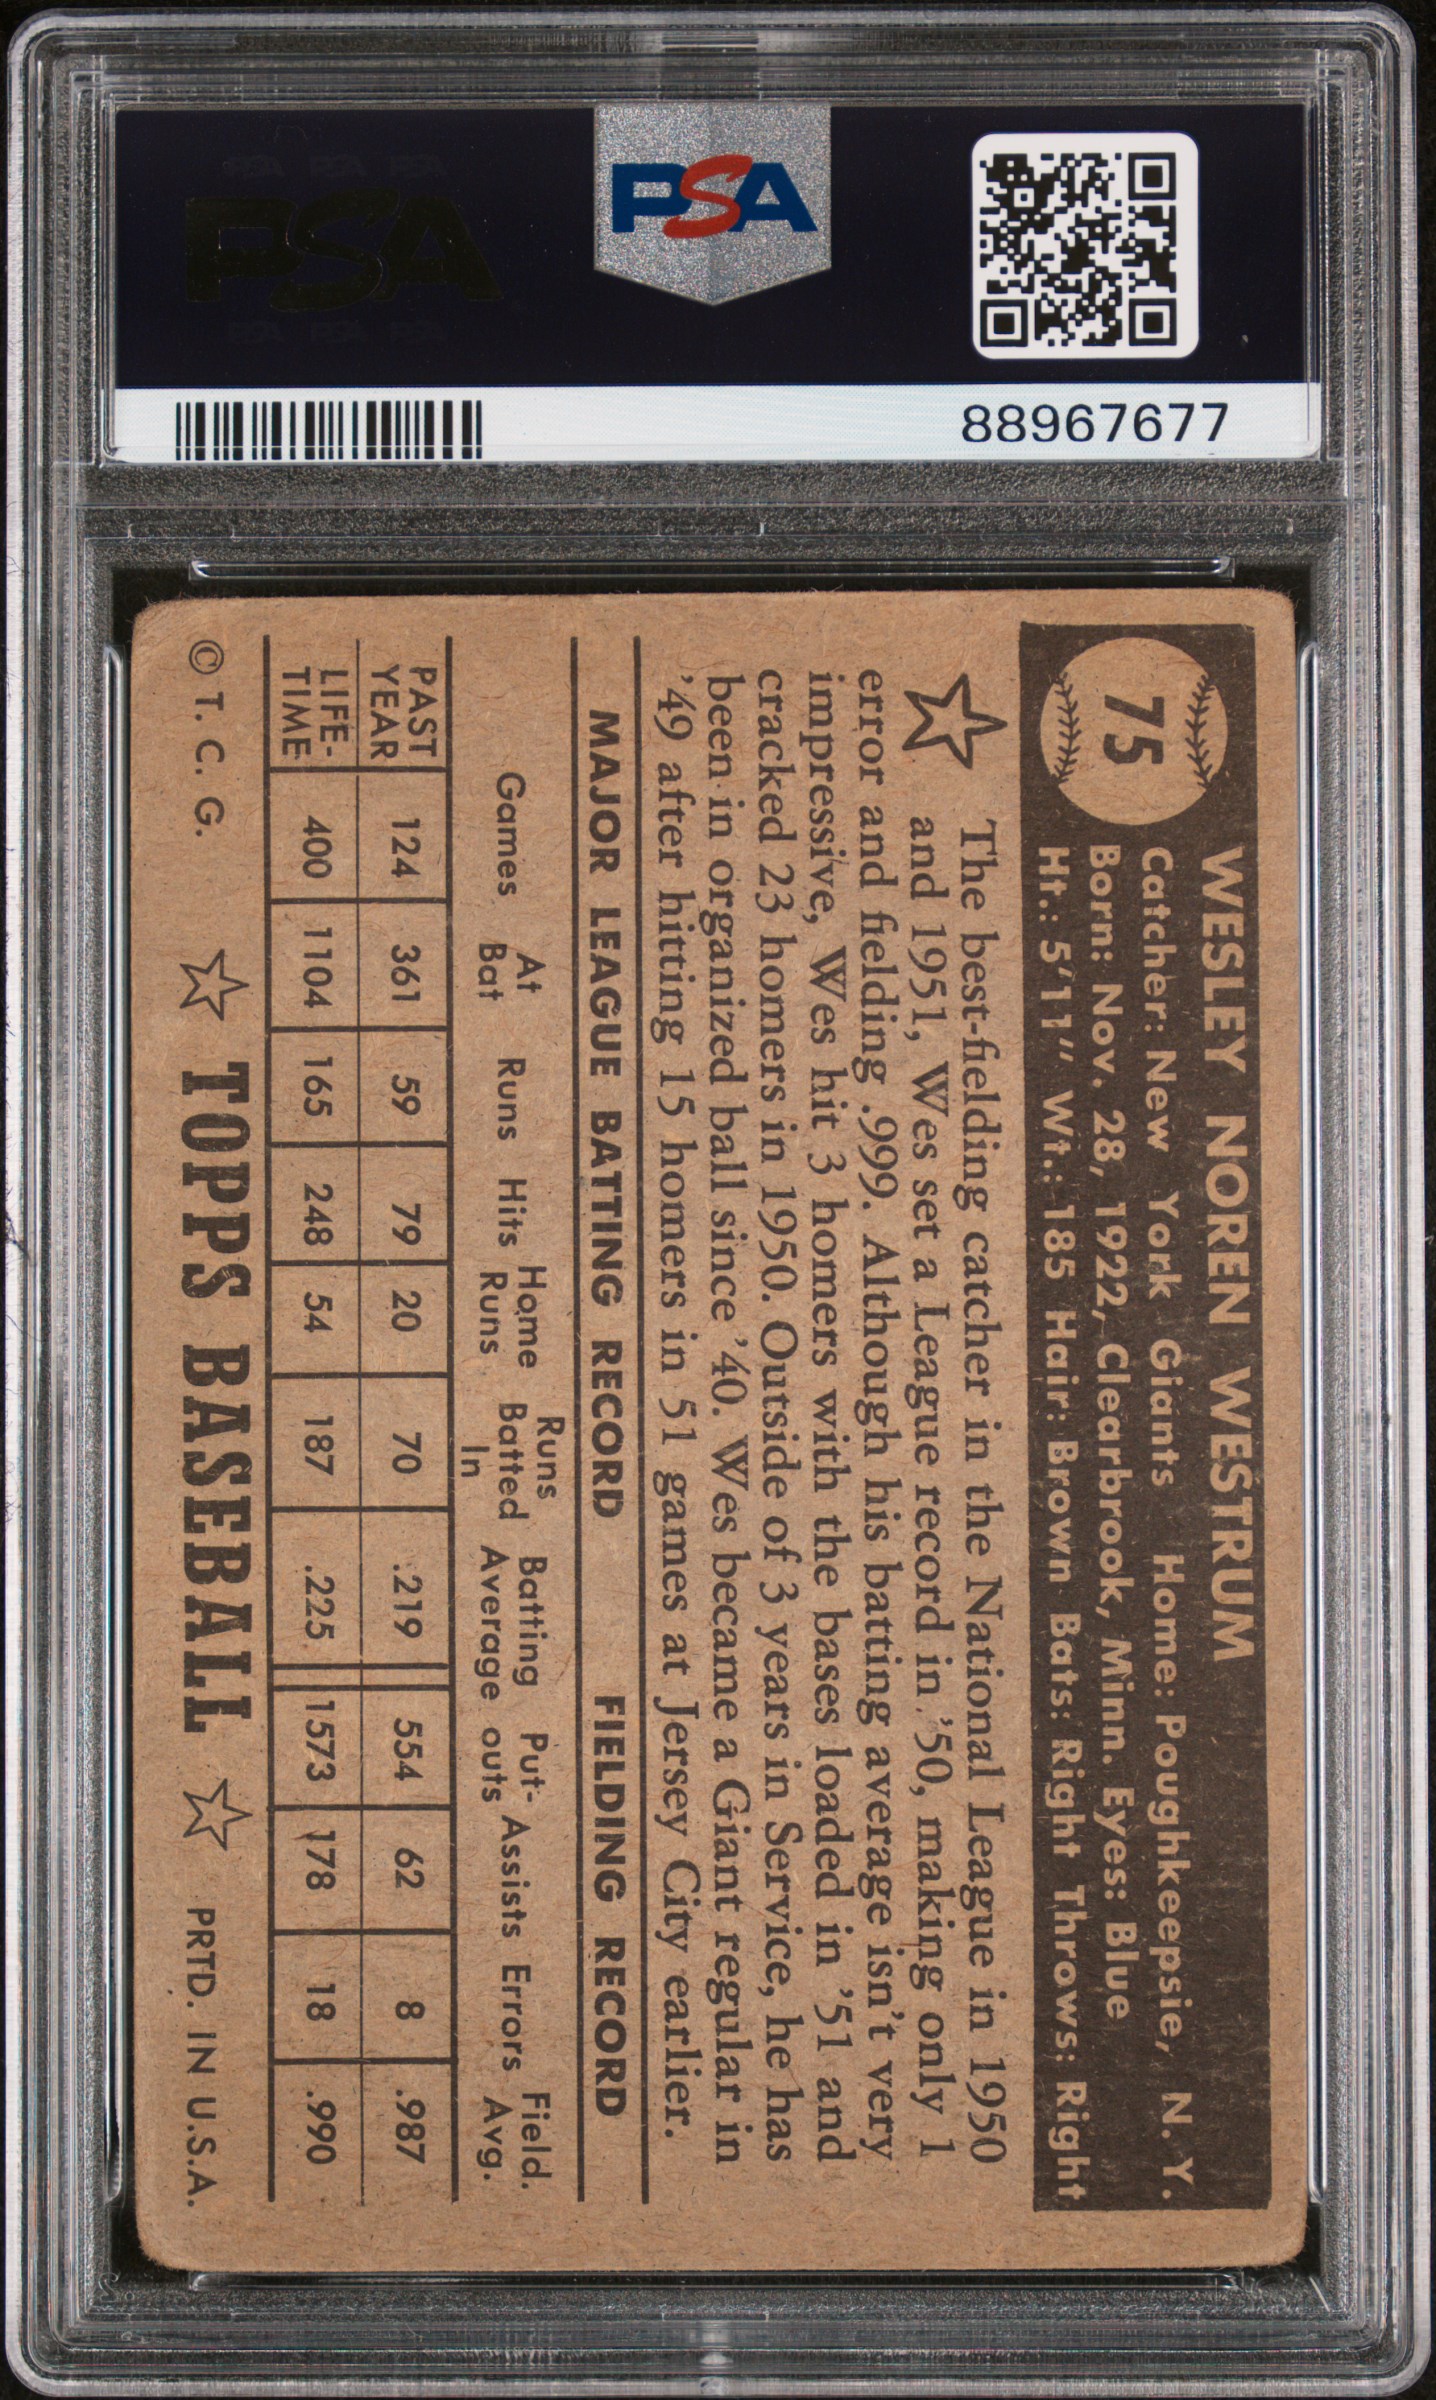 PSA PSA PSA
PSA
PSA PSA PSA
PSA
88967677
75
WESLEY NOREN WESTRUM
Catcher: New York Giants Home: Poughkeepsie, N. Y.
Born: Nov. 28, 1922, Clearbrook, Minn. Eyes: Blue
Ht.: 5'11" Wt.: 185 Hair: Brown Bats: Right Throws: Right
The best-fielding catcher in the National League in 1950
and 1951, Wes set a League record in '50, making only 1
error and fielding .999. Although his batting average isn't very
impressive, Wes hit 3 homers with the bases loaded in '51 and
cracked 23 homers in 1950. Outside of 3 years in Service, he has
been in organized ball since '40. Wes became a Giant regular in
'49 after hitting 15 homers in 51 games at Jersey City earlier.
MAJOR LEAGUE BATTING RECORD FIELDING RECORD
Games At Bat Runs Hits Home Runs Runs Batted In Batting Average Put-outs Assists Errors Field. Avg.
PAST YEAR 124 361 59 79 20 70 .219 554 62 8 .987
LIFE-TIME 400 1104 165 248 54 187 .225 1573 178 18 .990
© T. C. G. ☆ TOPPS BASEBALL ☆ PRTD. IN U.S.A.